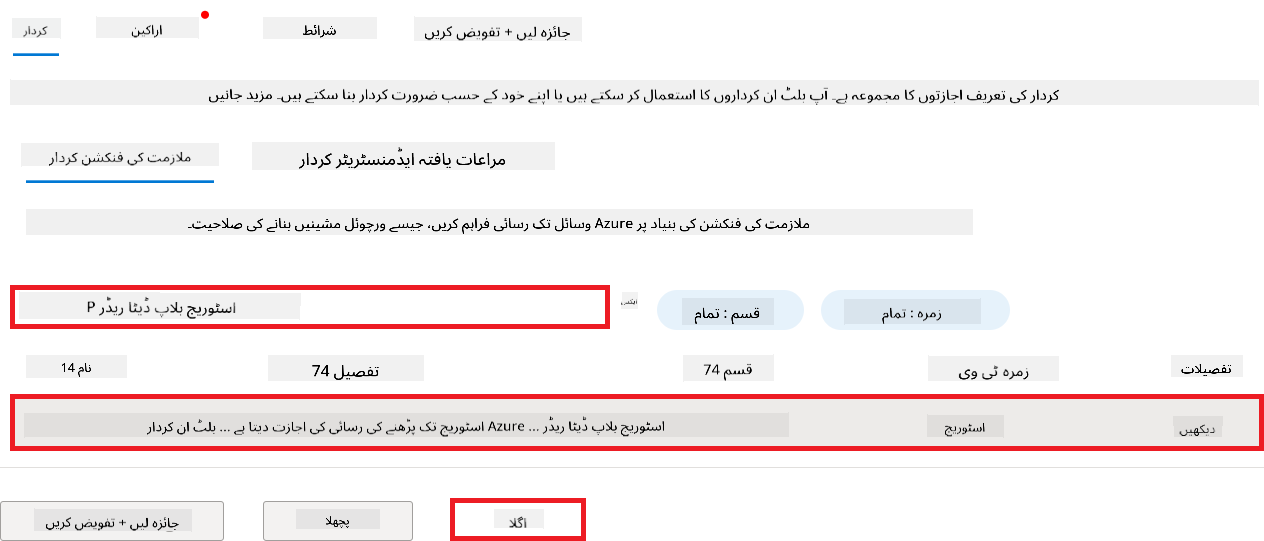 کردار
اراکین
شرائط
جائزہ لیں + تفویض کریں
کردار کی تعریف اجازتوں کا مجموعہ ہے۔ آپ بلٹ ان کرداروں کا استعمال کر سکتے ہیں یا اپنے خود کے حسب ضرورت کردار بنا سکتے ہیں۔ مزید جانیں
ملازمت کی فنکشن کردار
مراعات یافتہ ایڈمنسٹریٹر کردار
ملازمت کی فنکشن کی بنیاد پر Azure وسائل تک رسائی فراہم کریں، جیسے ورچوئل مشینیں بنانے کی صلاحیت۔
اسٹوریج بلاپ ڈیٹا ریڈر P
قسم : تمام
زمرہ : تمام
نام 14
تفصیل 74
قسم 74
زمرہ ٹی وی
تفصیلات
اسٹوریج بلاپ ڈیٹا ریڈر ... Azure اسٹوریج تک پڑھنے کی رسائی کی اجازت دیتا ہے ... بلٹ ان کردار
اسٹوریج
دیکھیں
جائزہ لیں + تفویض کریں
پچھلا
اگلا